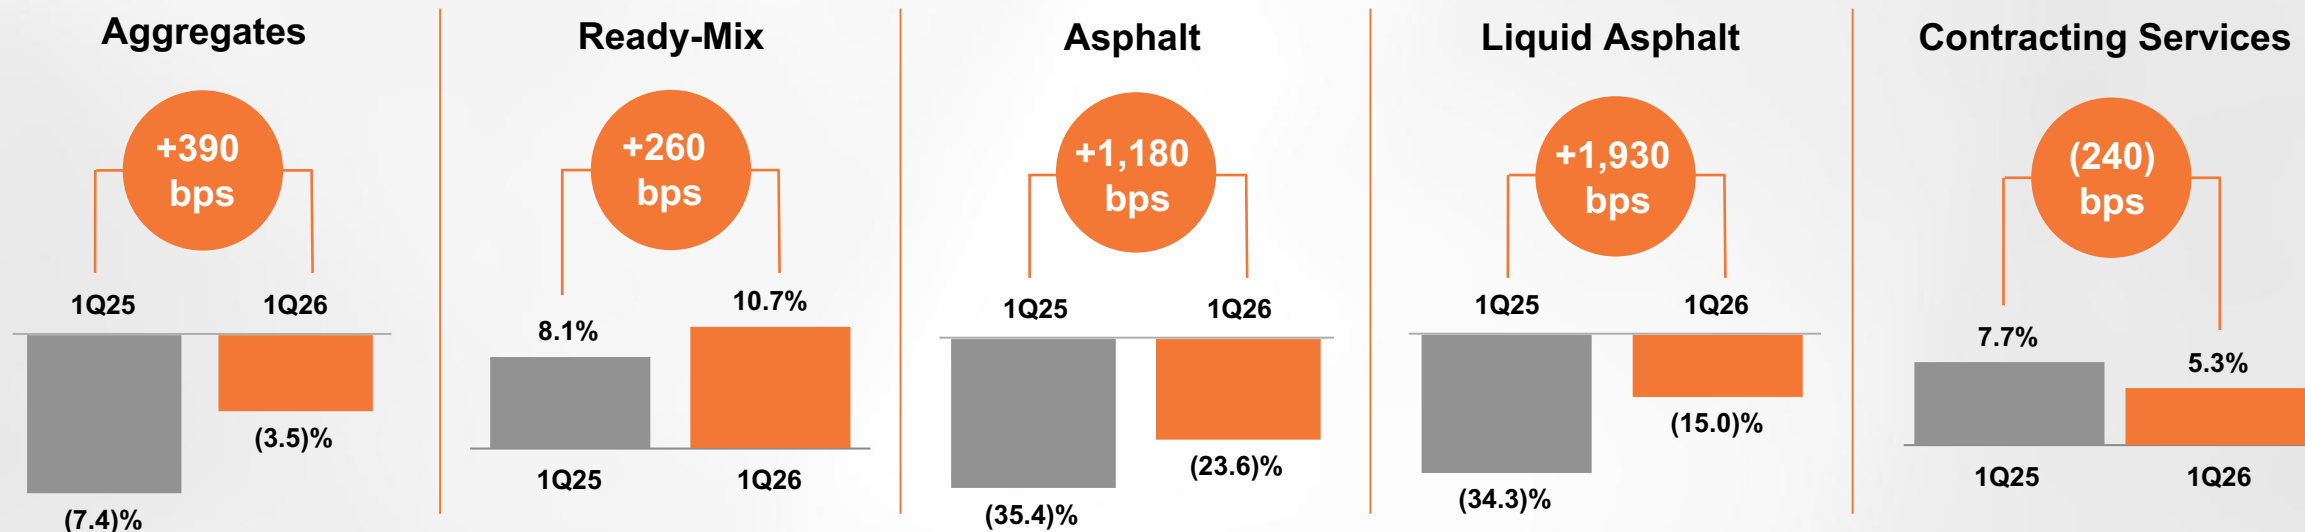 Aggregates
+390
bps
1Q25
1Q26
(7.4)%
(3.5)%
Ready-Mix
+260
bps
8.1%
10.7%
1Q25
1Q26
Asphalt
+1,180
bps
1Q25
1Q26
(35.4)%
(23.6)%
Liquid Asphalt
+1,930
bps
1Q25
1Q26
(34.3)%
(15.0)%
Contracting Services
(240)
bps
7.7%
5.3%
1Q25
1Q26